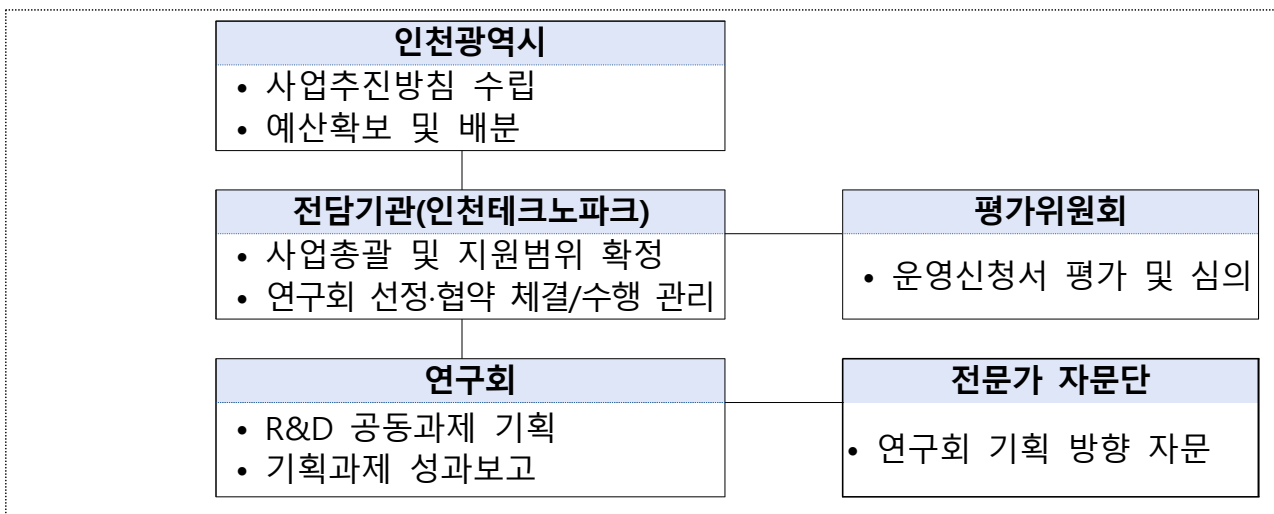 인천광역시
• 사업추진방침 수립
• 예산확보 및 배분
전담기관(인천테크노파크)
• 사업총괄 및 지원범위 확정
• 연구회 선정·협약 체결/수행 관리
평가위원회
• 운영신청서 평가 및 심의
연구회
• R&D 공동과제 기획
• 기획과제 성과보고
전문가 자문단
• 연구회 기획 방향 자문